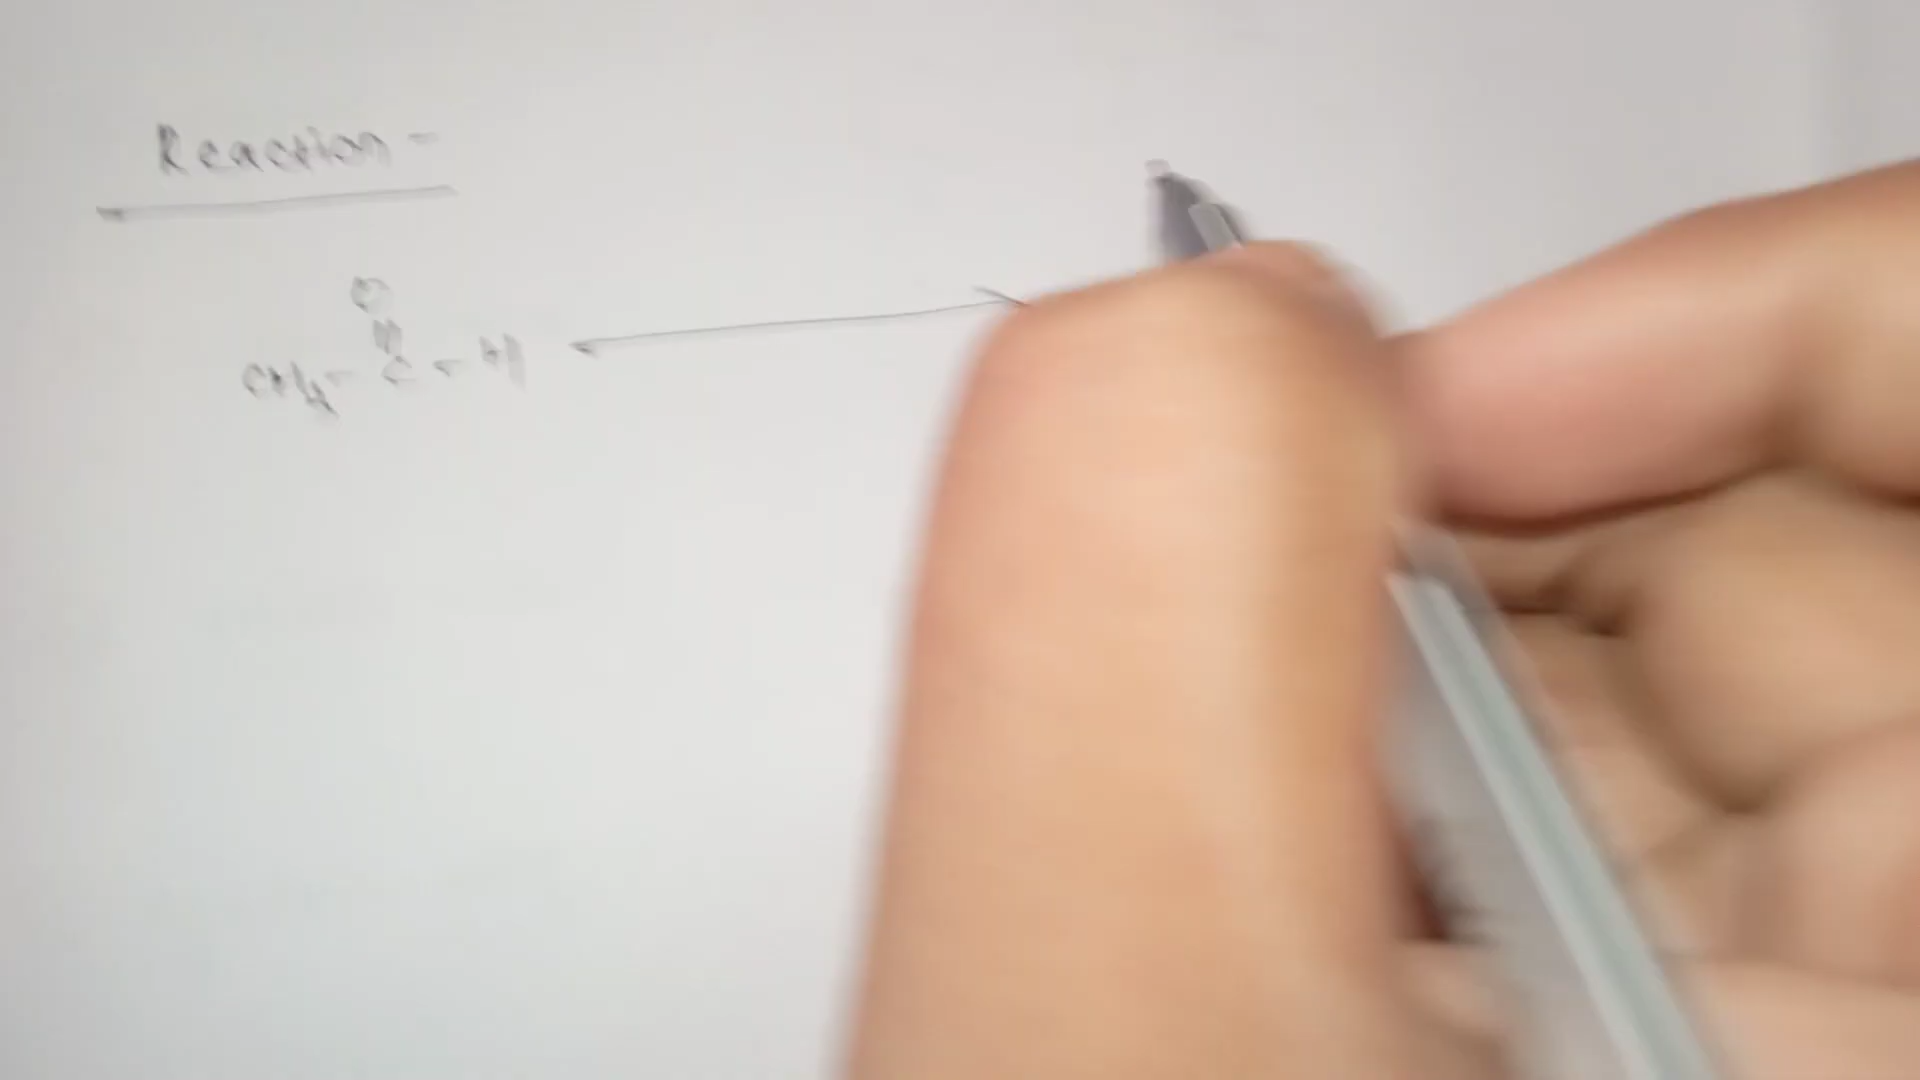 Reaction -
O
||
CH₃ - C - H